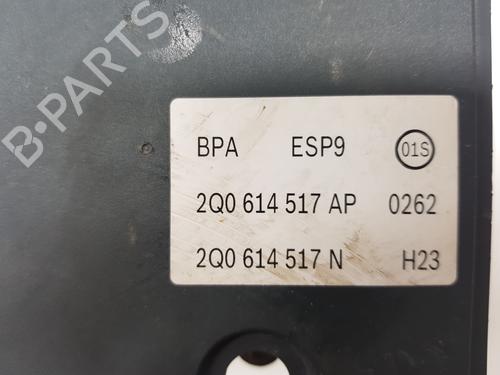 B-PARTS
BPA ESP9 01S
2Q0 614 517 AP 0262
2Q0 614 517 N H23